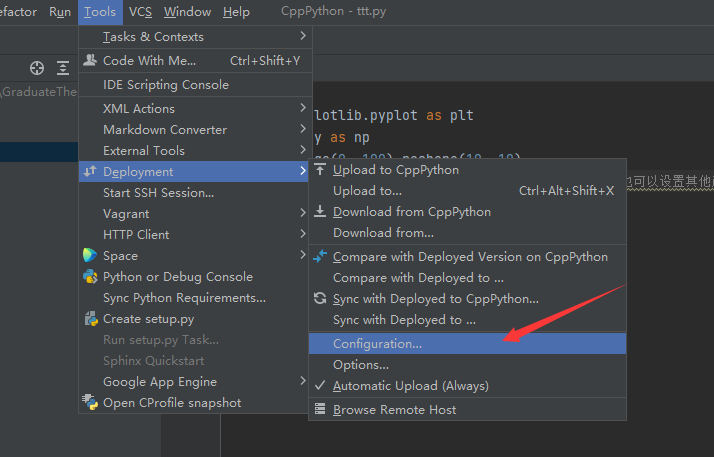 efactor Run Tools VCS Window Help CppPython - ttt.py
Tasks & Contexts
Code With Me... Ctrl+Shift+Y
IDE Scripting Console
\GraduateThe
XML Actions
lotlib.pyplot as plt
Markdown Converter
y as np
External Tools
Deployment
Upload to CppPython
Start SSH Session...
Upload to... Ctrl+Alt+Shift+X
也可以设置其他
Vagrant
Download from CppPython
HTTP Client
Download from...
Space
Compare with Deployed Version on CppPython
Python or Debug Console
Compare with Deployed to ...
Sync Python Requirements...
Sync with Deployed to CppPython...
Create setup.py
Sync with Deployed to ...
Run setup.py Task...
Configuration...
Sphinx Quickstart
Options...
Google App Engine
Automatic Upload (Always)
Open CProfile snapshot
Browse Remote Host